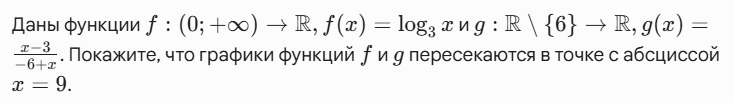 Даны функции $f : (0; +\infty) \to \mathbb{R}, f(x) = \log_3 x$ и $g : \mathbb{R} \setminus \{6\} \to \mathbb{R}, g(x) =$
$\frac{x-3}{-6+x}$. Покажите, что графики функций $f$ и $g$ пересекаются в точке с абсциссой
$x = 9$.